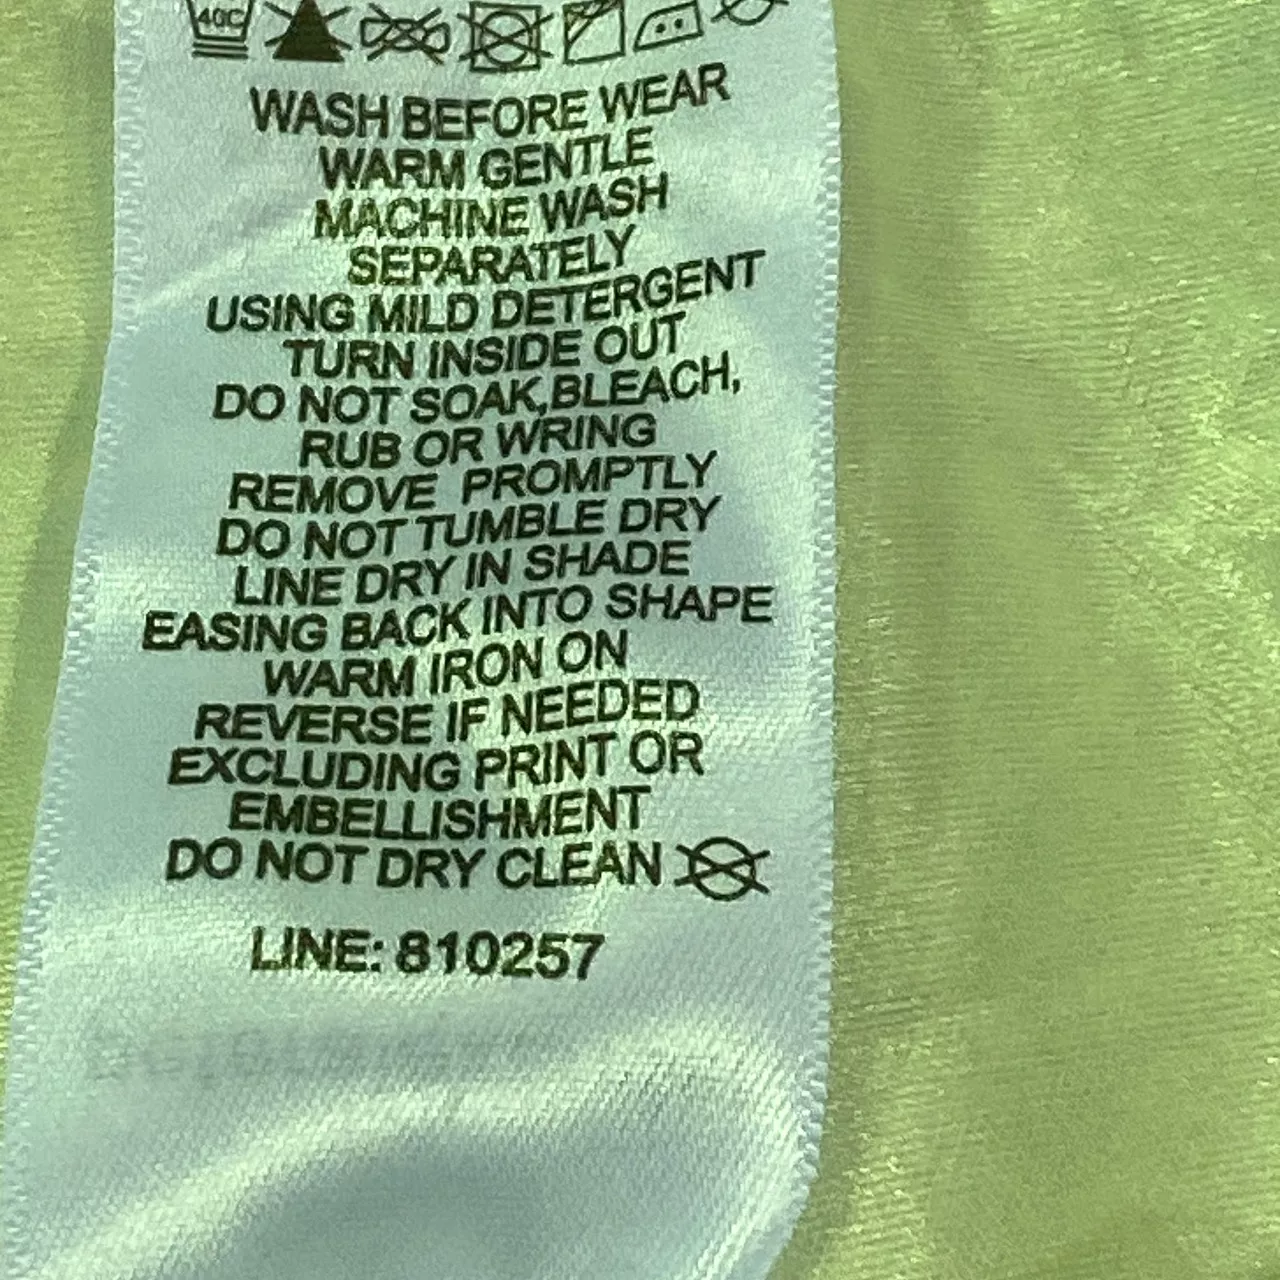 40C
WASH BEFORE WEAR
WARM GENTLE
MACHINE WASH
SEPARATELY
USING MILD DETERGENT
TURN INSIDE OUT
DO NOT SOAK,BLEACH,
RUB OR WRING
REMOVE PROMPTLY
DO NOT TUMBLE DRY
LINE DRY IN SHADE
EASING BACK INTO SHAPE
WARM IRON ON
REVERSE IF NEEDED
EXCLUDING PRINT OR
EMBELLISHMENT
DO NOT DRY CLEAN
LINE: 810257